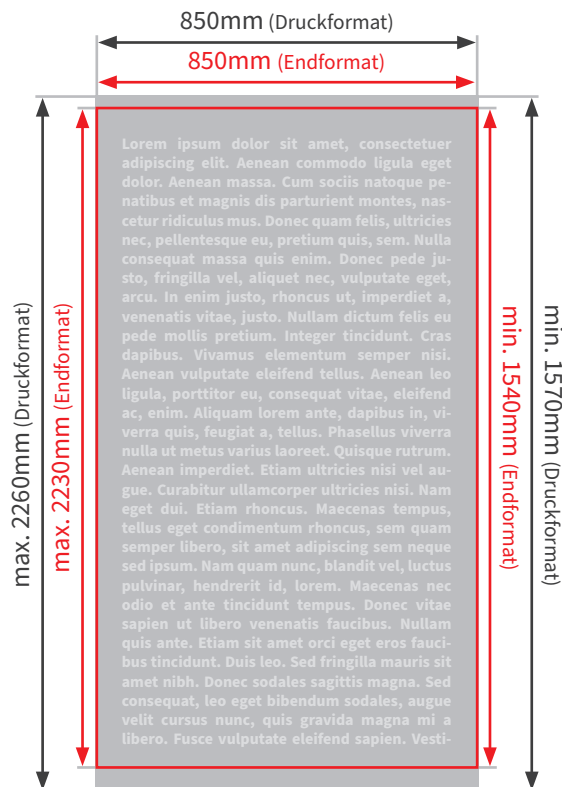 850mm (Druckformat)
850mm (Endformat)
max. 2260mm (Druckformat)
max. 2230mm (Endformat)
Lorem ipsum dolor sit amet, consectetuer
adipiscing elit. Aenean commodo ligula eget
dolor. Aenean massa. Cum sociis natoque pe-
natibus et magnis dis parturient montes, nas-
cetur ridiculus mus. Donec quam felis, ultricies
nec, pellentesque eu, pretium quis, sem. Nulla
consequat massa quis enim. Donec pede ju-
sto, fringilla vel, aliquet nec, vulputate eget,
arcu. In enim justo, rhoncus ut, imperdiet a,
venenatis vitae, justo. Nullam dictum felis eu
pede mollis pretium. Integer tincidunt. Cras
dapibus. Vivamus elementum semper nisi.
Aenean vulputate eleifend tellus. Aenean leo
ligula, porttitor eu, consequat vitae, eleifend
ac, enim. Aliquam lorem ante, dapibus in, vi-
verra quis, feugiat a, tellus. Phasellus viverra
nulla ut metus varius laoreet. Quisque rutrum.
Aenean imperdiet. Etiam ultricies nisi vel au-
gue. Curabitur ullamcorper ultricies nisi. Nam
eget dui. Etiam rhoncus. Maecenas tempus,
tellus eget condimentum rhoncus, sem quam
semper libero, sit amet adipiscing sem neque
sed ipsum. Nam quam nunc, blandit vel, luctus
pulvinar, hendrerit id, lorem. Maecenas nec
odio et ante tincidunt tempus. Donec vitae
sapien ut libero venenatis faucibus. Nullam
quis ante. Etiam sit amet orci eget eros fauci-
bus tincidunt. Duis leo. Sed fringilla mauris sit
amet nibh. Donec sodales sagittis magna. Sed
consequat, leo eget bibendum sodales, augue
velit cursus nunc, quis gravida magna mi a
libero. Fusce vulputate eleifend sapien. Vesti-
min. 1540mm (Endformat)
min. 1570mm (Druckformat)